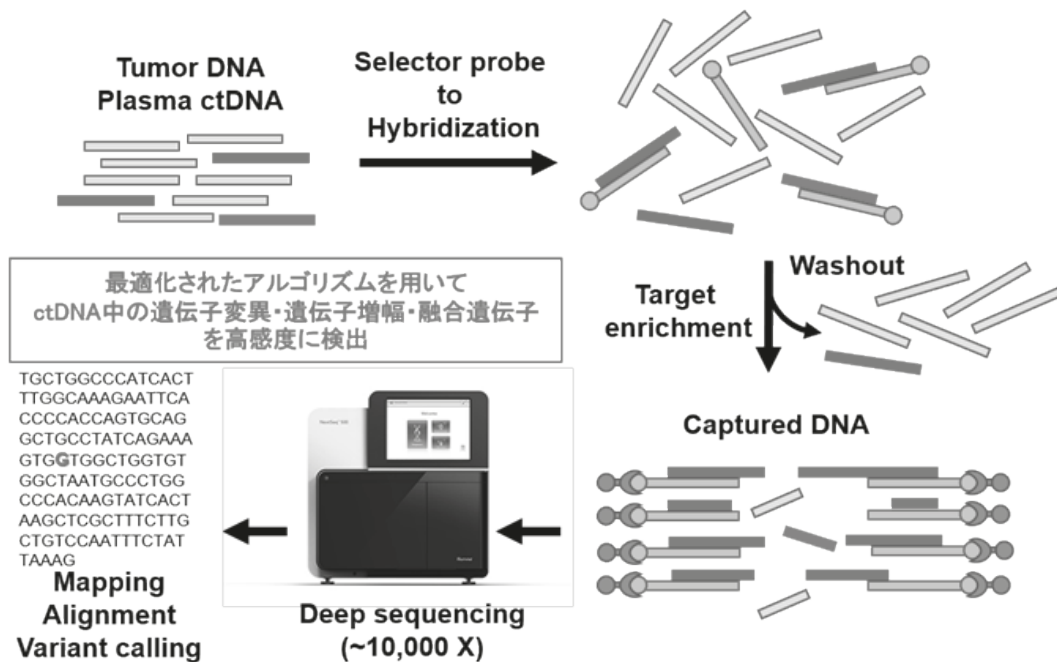 Tumor DNA
Plasma ctDNA
Selector probe
to
Hybridization
Washout
Target
enrichment
Captured DNA
最適化されたアルゴリズムを用いて
ctDNA中の遺伝子変異・遺伝子増幅・融合遺伝子
を高感度に検出
TGCTGGCCCATCACT
TTGGCAAAGAATTCA
CCCCACCAGTGCAG
GCTGCCTATCAGAAA
GTGGTGGCTGGTGT
GGCTAATGCCCTGG
CCCACAAGTATCACT
AAGCTCGCTTTCTTG
CTGTCCAATTTCTAT
TAAAG
Mapping
Alignment
Variant calling
Deep sequencing
(~10,000 X)